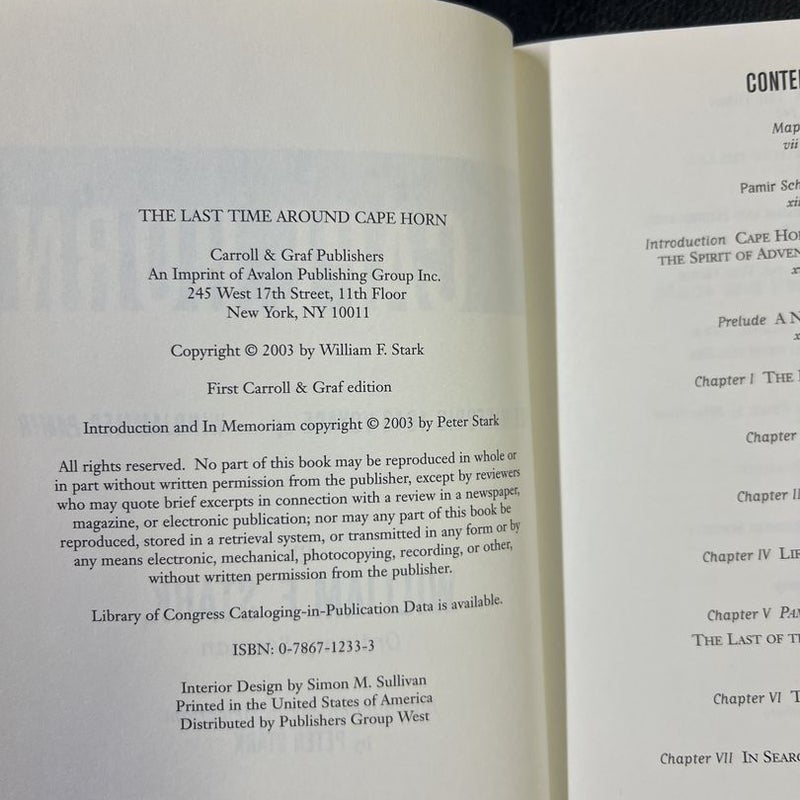 THE LAST TIME AROUND CAPE HORN
Carroll & Graf Publishers
An Imprint of Avalon Publishing Group Inc.
245 West 17th Street, 11th Floor
New York, NY 10011
Copyright © 2003 by William F. Stark
First Carroll & Graf edition
Introduction and In Memoriam copyright © 2003 by Peter Stark
All rights reserved. No part of this book may be reproduced in whole or
in part without written permission from the publisher, except by reviewers
who may quote brief excerpts in connection with a review in a newspaper,
magazine, or electronic publication; nor may any part of this book be
reproduced, stored in a retrieval system, or transmitted in any form or by
any means electronic, mechanical, photocopying, recording, or other,
without written permission from the publisher.
Library of Congress Cataloging-in-Publication Data is available.
ISBN: 0-7867-1233-3
Interior Design by Simon M. Sullivan
Printed in the United States of America
Distributed by Publishers Group West
CONTE
Map
vii
Pamir Sch
Introduction CAPE HO
THE SPIRIT OF ADVEN
Prelude A N
Chapter I THE
Chapter
Chapter II
Chapter IV LIF
Chapter V PA
THE LAST OF T
Chapter VI T
Chapter VII IN SEARC